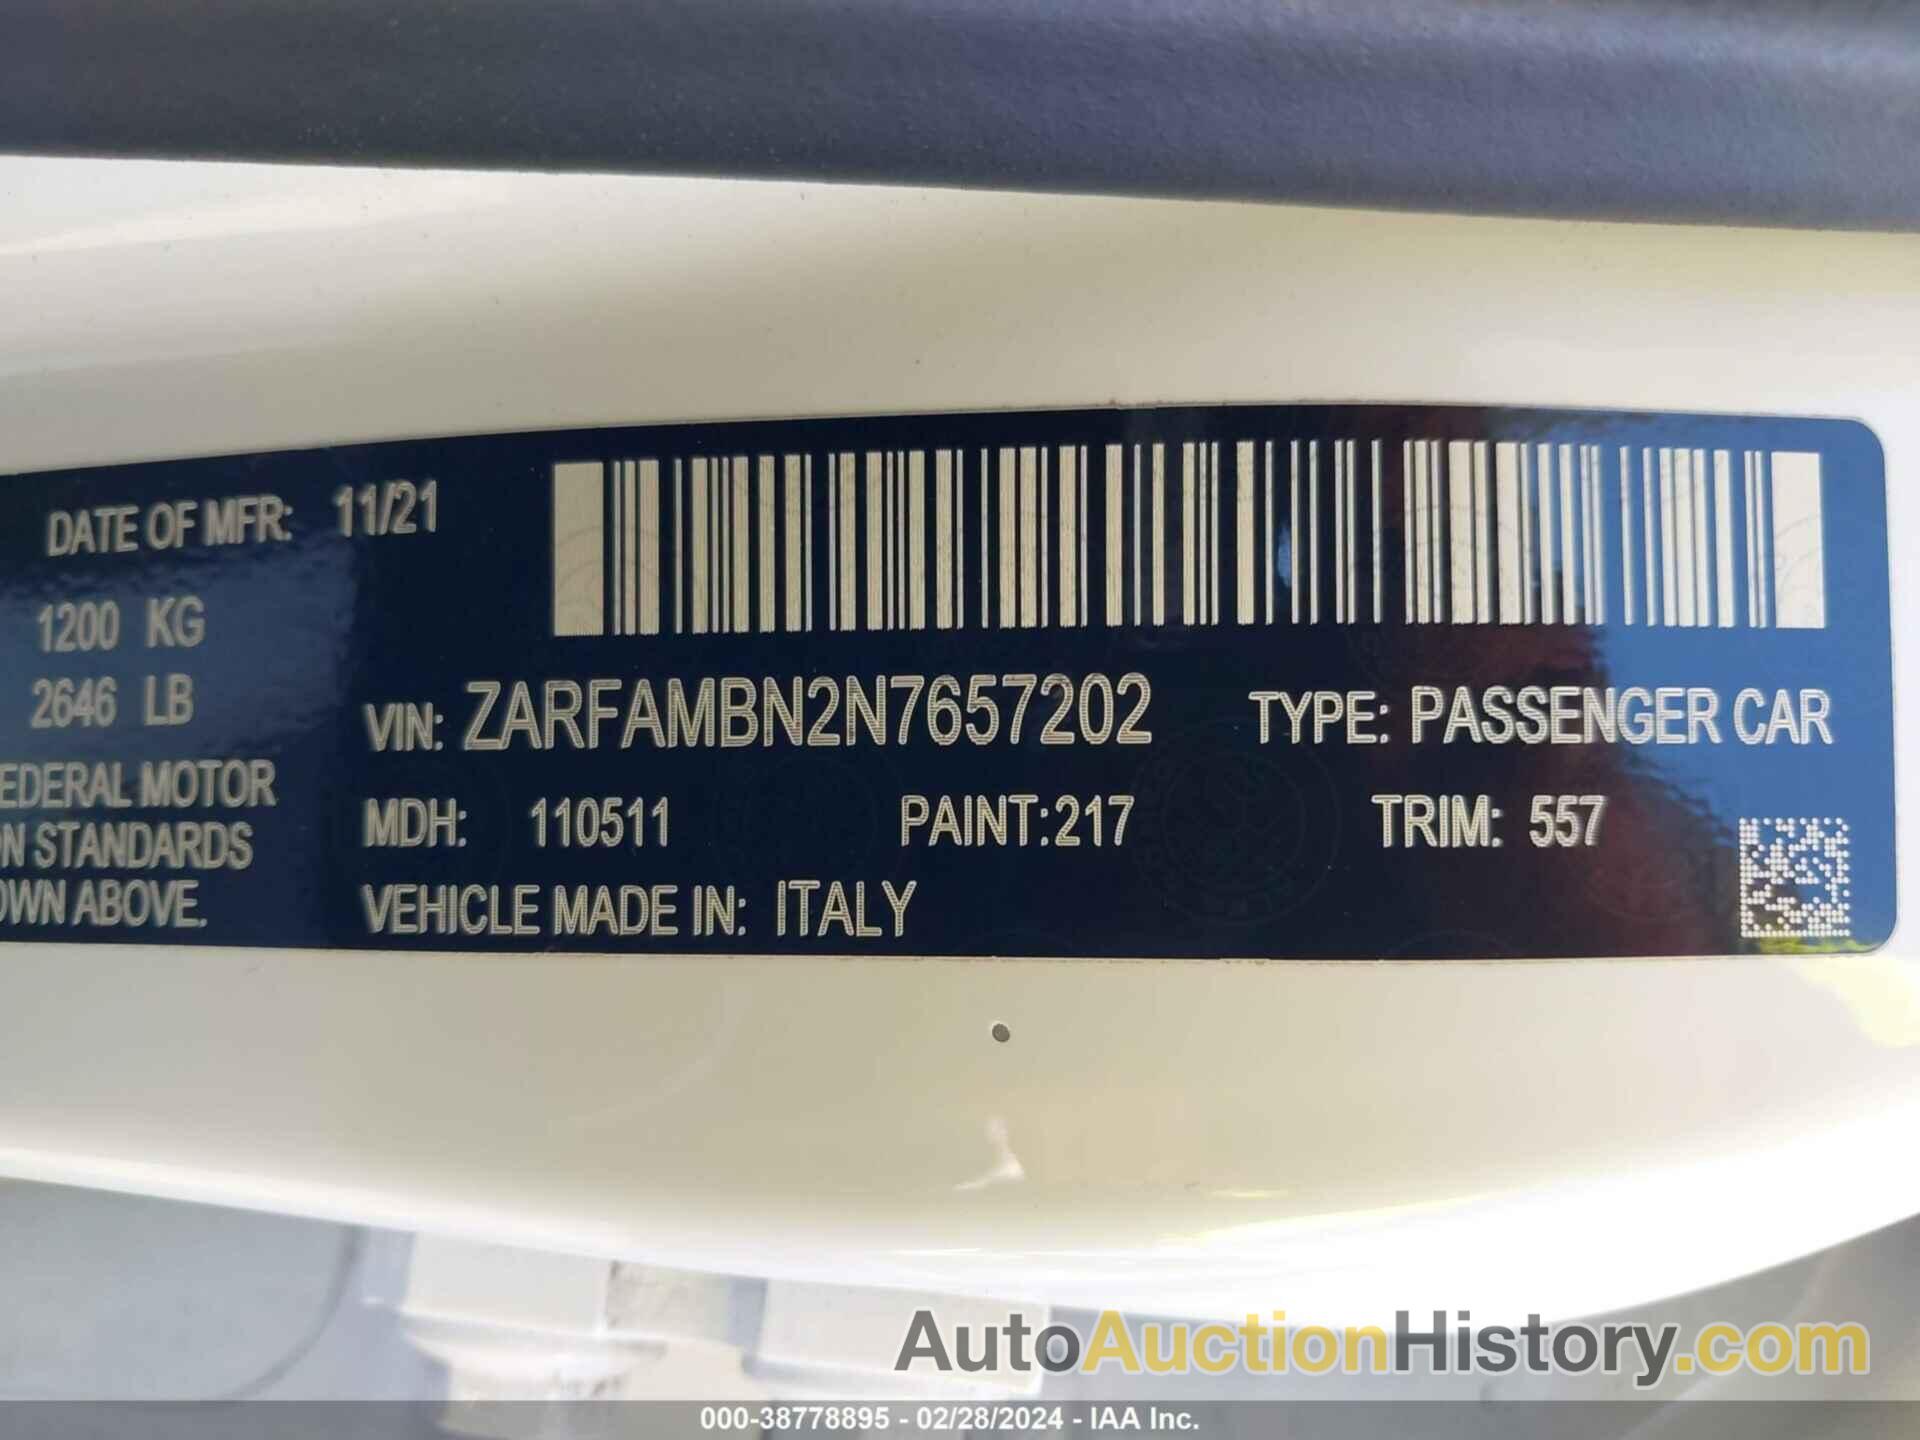 DATE OF MFR: 11/21
1200 KG
2646 LB
EDERAL MOTOR
N STANDARDS
OWN ABOVE.
VIN: ZARFAMBN2N7657202 TYPE: PASSENGER CAR
MDH: 110511 PAINT:217 TRIM: 557
VEHICLE MADE IN: ITALY
AutoAuctionHistory.com
000-38778895 - 02/28/2024 - IAA Inc.